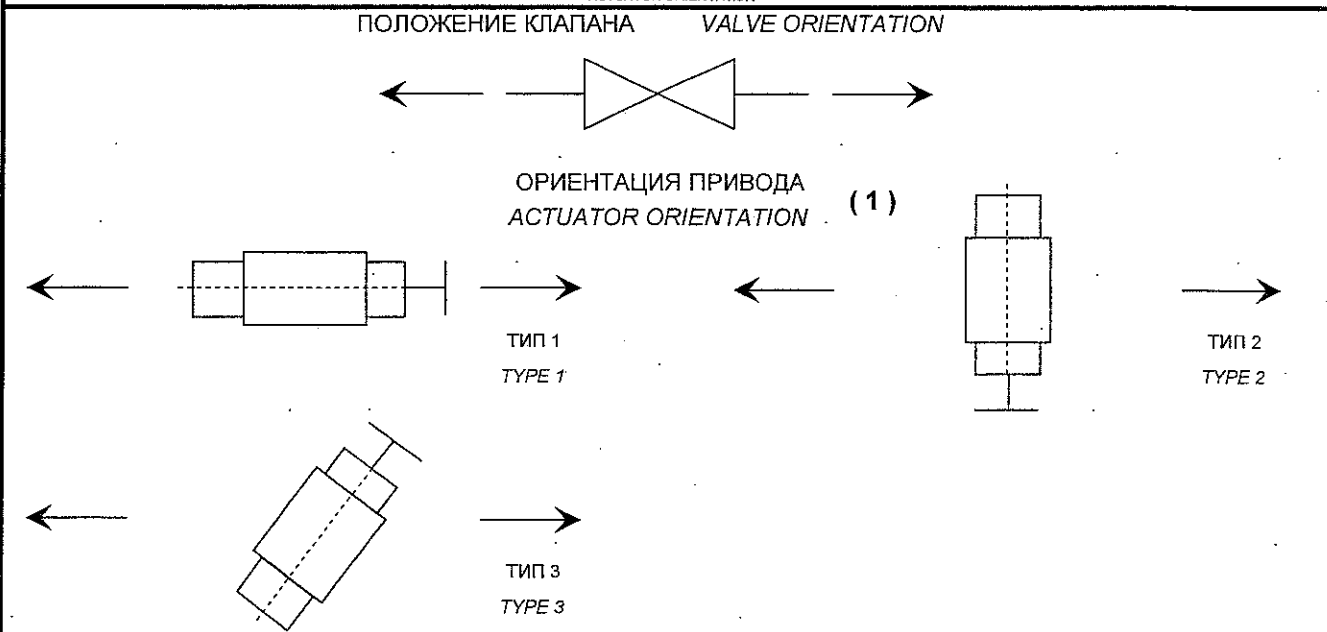 ПОЛОЖЕНИЕ КЛАПАНА VALVE ORIENTATION
ОРИЕНТАЦИЯ ПРИВОДА
ACTUATOR ORIENTATION (1)
ТИП 1
TYPE 1
ТИП 2
TYPE 2
ТИП 3
TYPE 3